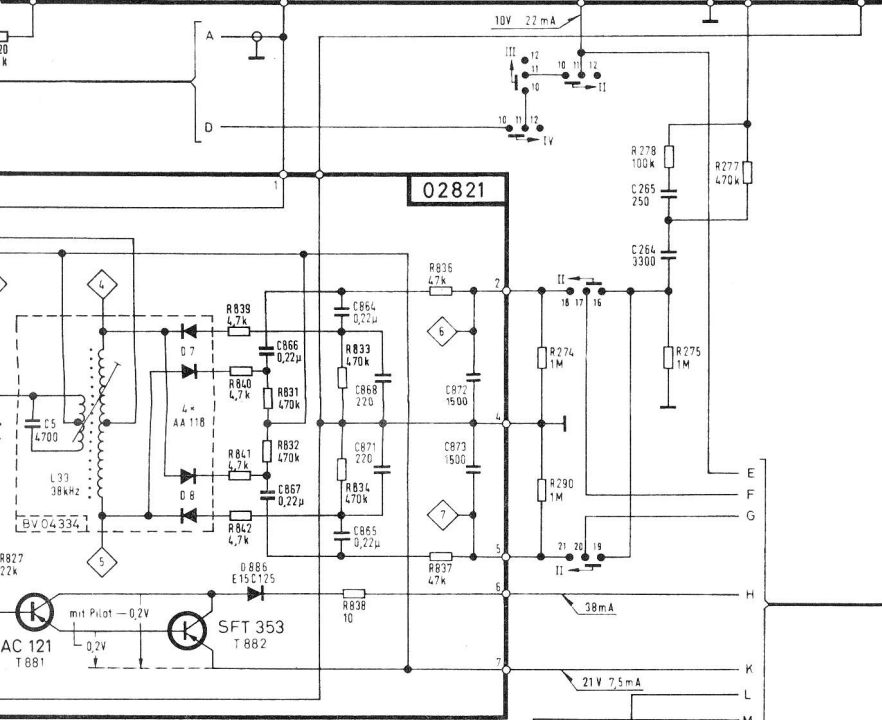 10V 22mA
20
k
A
III
12
11
10
10 11 12
II
D
10 11 12
IV
R278
100k
R277
470k
C265
250
C264
3300
1
02821
R836
47k
2
II
18 17 16
4
R839
4,7k
C864
0,22µ
6
C866
0,22µ
D7
R833
470k
R274
1M
R275
1M
R840
4,7k
R831
470k
C868
220
C872
1500
4×
AA 118
C5
4700
4
R832
470k
C871
220
C873
1500
R841
4,7k
L33
38kHz
D8
C867
0,22µ
R834
470k
R290
1M
E
F
G
BV 04334
R842
4,7k
7
C865
0,22µ
5
5
R837
47k
21 20 19
II
R827
22k
D886
E15C125
6
H
R838
10
38mA
mit Pilot – 0,2V
0,2V
AC 121
T881
SFT 353
T882
7
K
21V 7,5mA
L
M